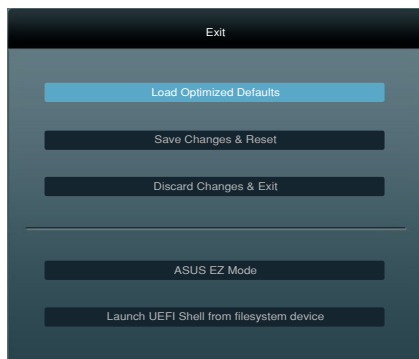 Exit
Load Optimized Defaults
Save Changes & Reset
Discard Changes & Exit
ASUS EZ Mode
Launch UEFI Shell from filesystem device